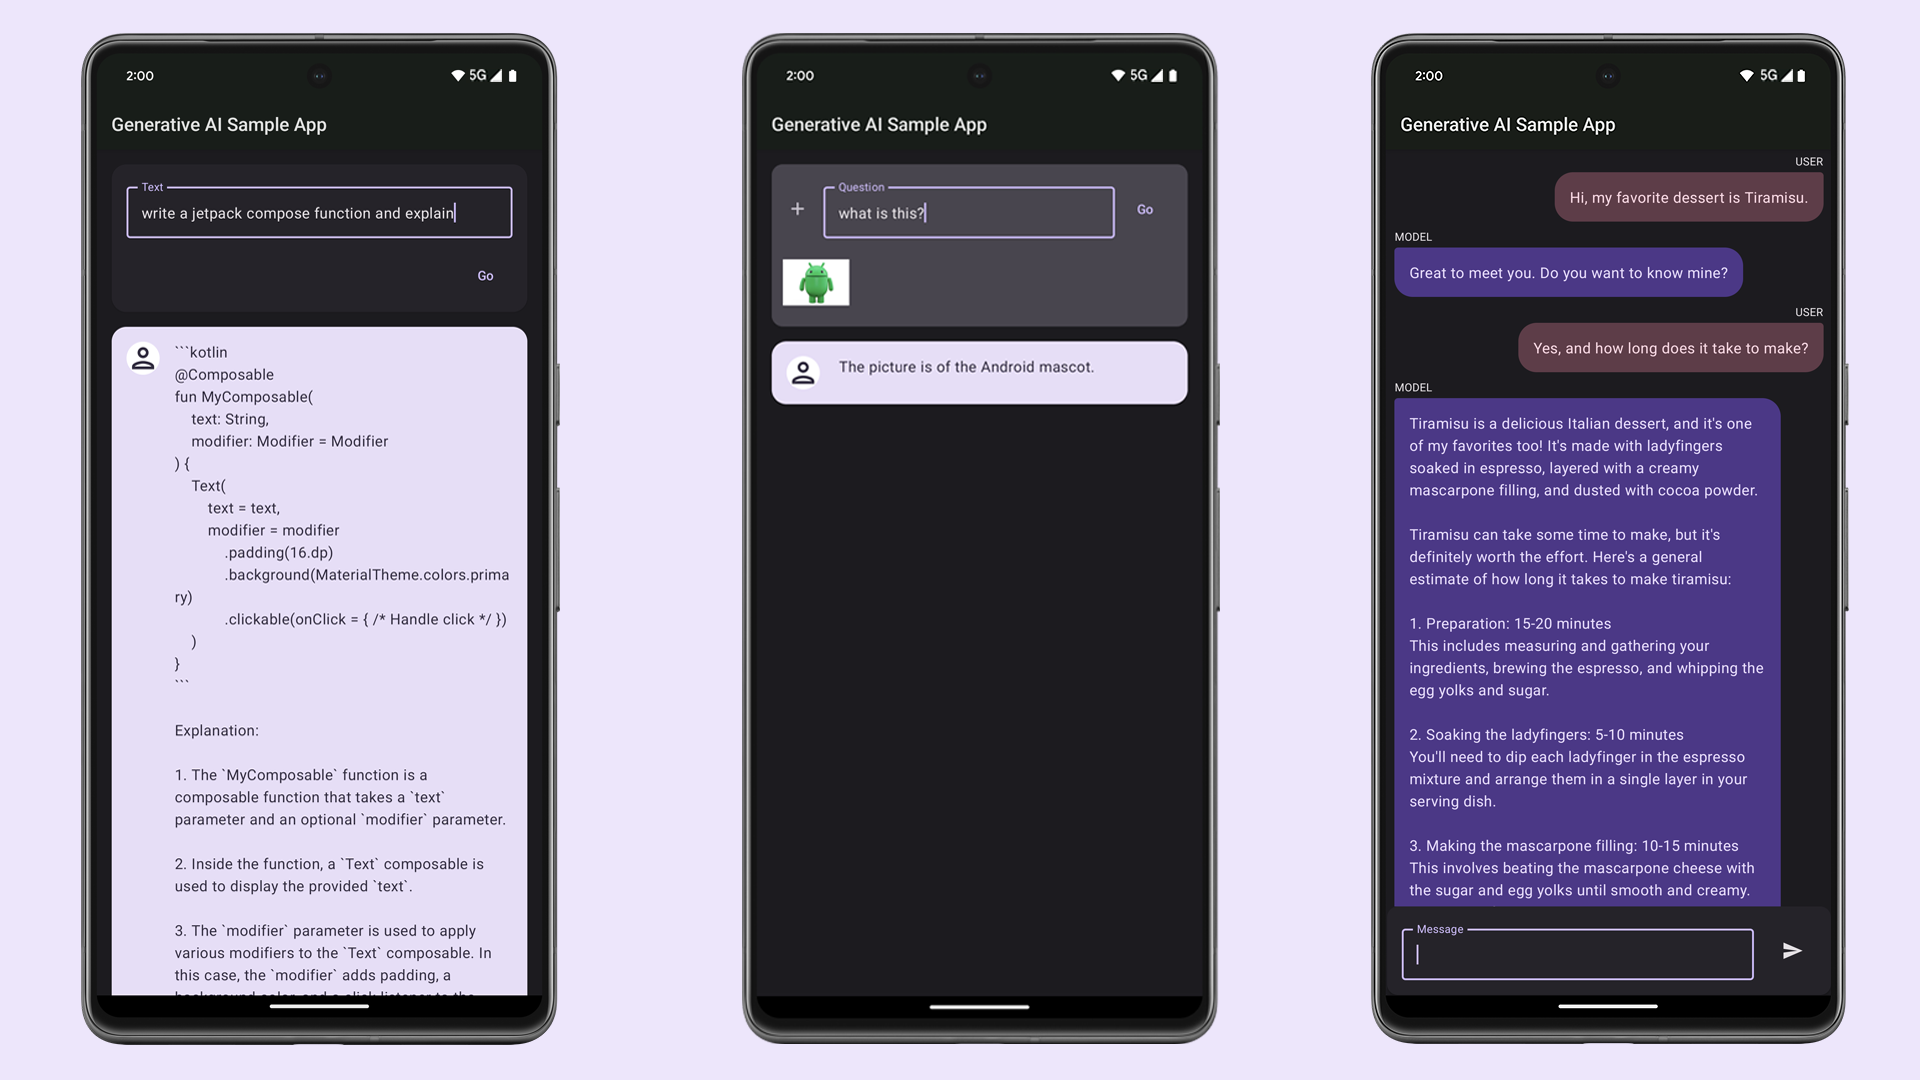 2:00
5G
Generative AI Sample App
Text
write a jetpack compose function and explain
Go
```kotlin
@Composable
fun MyComposable(
    text: String,
    modifier: Modifier = Modifier
) {
    Text(
        text = text,
        modifier = modifier
            .padding(16.dp)
            .background(MaterialTheme.colors.prima
ry)
            .clickable(onClick = { /* Handle click */ })
    )
}
```
Explanation:
1. The `MyComposable` function is a
composable function that takes a `text`
parameter and an optional `modifier` parameter.
2. Inside the function, a `Text` composable is
used to display the provided `text`.
3. The `modifier` parameter is used to apply
various modifiers to the `Text` composable. In
this case, the `modifier` adds padding, a
background color, and a click listener to the
2:00
5G
Generative AI Sample App
Question
+
what is this?
Go
The picture is of the Android mascot.
2:00
5G
Generative AI Sample App
USER
Hi, my favorite dessert is Tiramisu.
MODEL
Great to meet you. Do you want to know mine?
USER
Yes, and how long does it take to make?
MODEL
Tiramisu is a delicious Italian dessert, and it's one
of my favorites too! It's made with ladyfingers
soaked in espresso, layered with a creamy
mascarpone filling, and dusted with cocoa powder.
Tiramisu can take some time to make, but it's
definitely worth the effort. Here's a general
estimate of how long it takes to make tiramisu:
1. Preparation: 15-20 minutes
This includes measuring and gathering your
ingredients, brewing the espresso, and whipping the
egg yolks and sugar.
2. Soaking the ladyfingers: 5-10 minutes
You'll need to dip each ladyfinger in the espresso
mixture and arrange them in a single layer in your
serving dish.
3. Making the mascarpone filling: 10-15 minutes
This involves beating the mascarpone cheese with
the sugar and egg yolks until smooth and creamy.
Message